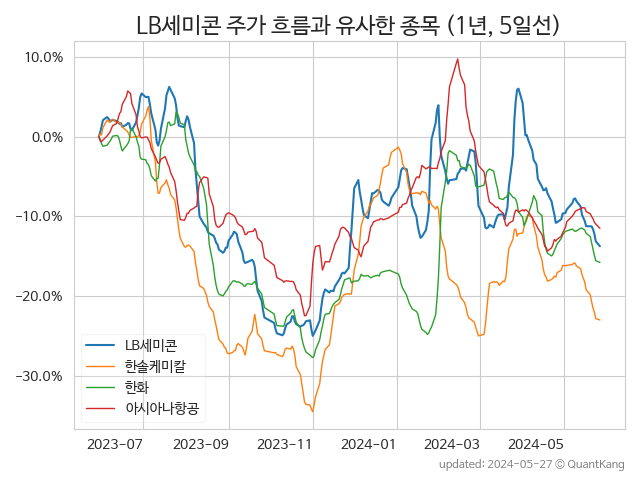 LB세미콘 주가 흐름과 유사한 종목 (1년, 5일선)
10.0%
0.0%
−10.0%
−20.0%
−30.0%
LB세미콘
한솔케미칼
한화
아시아나항공
2023-07 2023-09 2023-11 2024-01 2024-03 2024-05
updated: 2024-05-27 © QuantKang